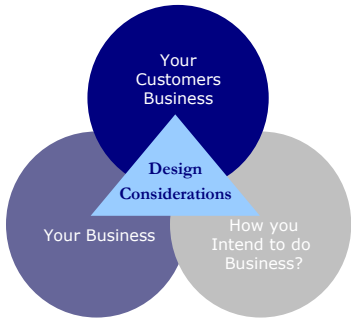 Your
Customers
Business
Design
Considerations
Your Business
How you
Intend to do
Business?